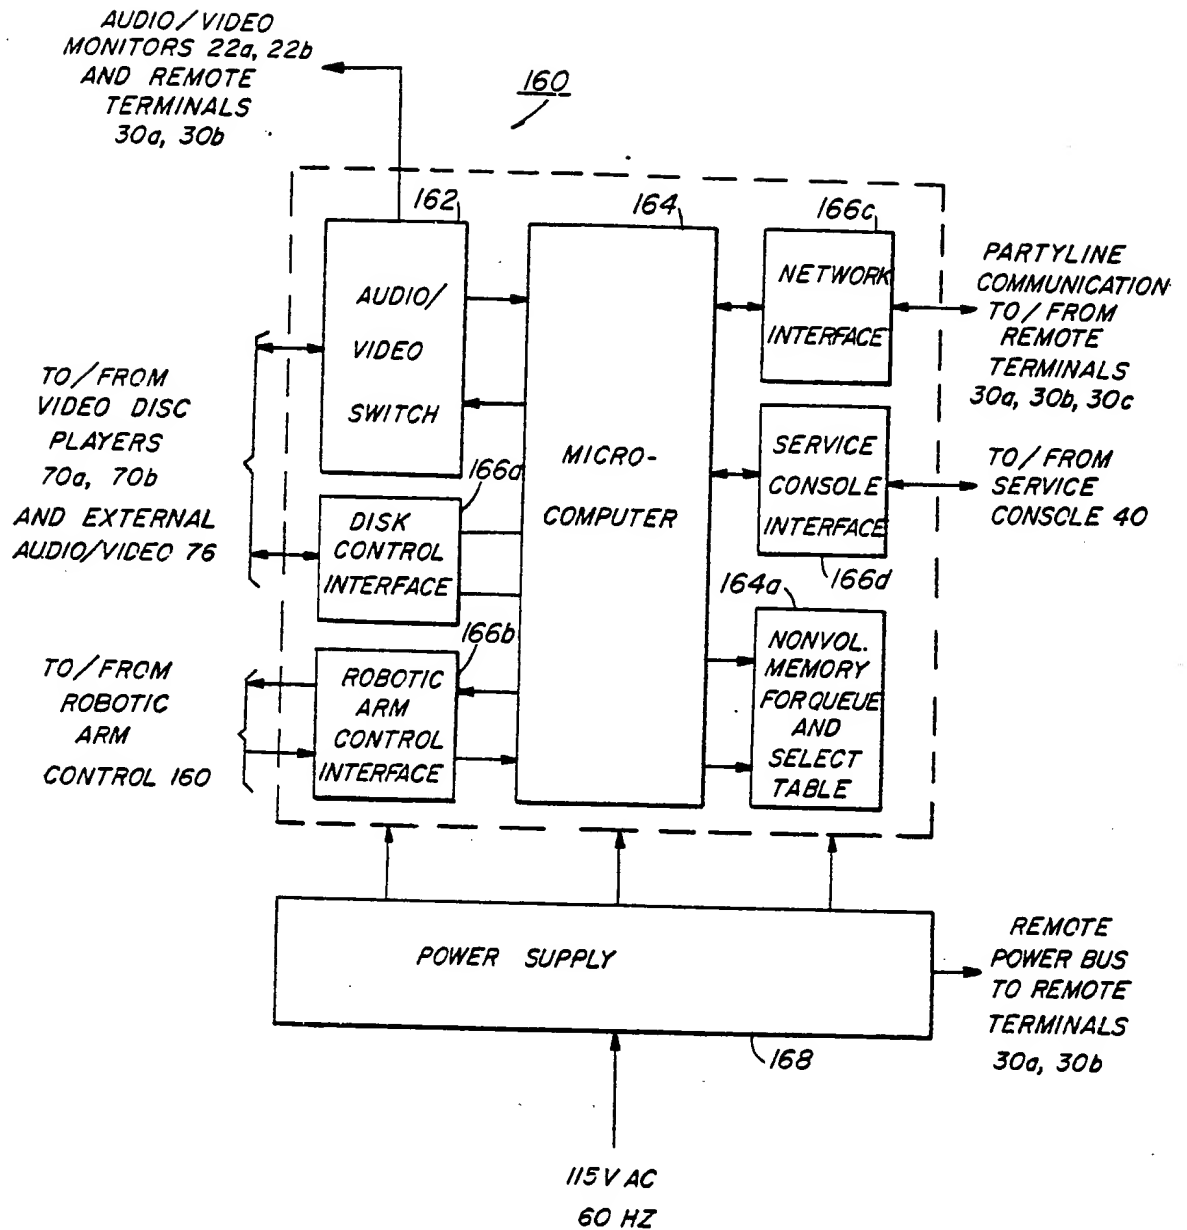 AUDIO/VIDEO
MONITORS 22a, 22b
AND REMOTE
TERMINALS
30a, 30b
160
162
AUDIO/
VIDEO
SWITCH
164
MICRO-
COMPUTER
166c
NETWORK
INTERFACE
PARTYLINE
COMMUNICATION
TO/FROM
REMOTE
TERMINALS
30a, 30b, 30c
TO/FROM
VIDEO DISC
PLAYERS
70a, 70b
AND EXTERNAL
AUDIO/VIDEO 76
166a
DISK
CONTROL
INTERFACE
SERVICE
CONSOLE
INTERFACE
166d
TO/FROM
SERVICE
CONSOLE 40
TO/FROM
ROBOTIC
ARM
CONTROL 160
166b
ROBOTIC
ARM
CONTROL
INTERFACE
164a
NONVOL.
MEMORY
FOR QUEUE
AND
SELECT
TABLE
POWER SUPPLY
168
REMOTE
POWER BUS
TO REMOTE
TERMINALS
30a, 30b
115V AC
60 HZ